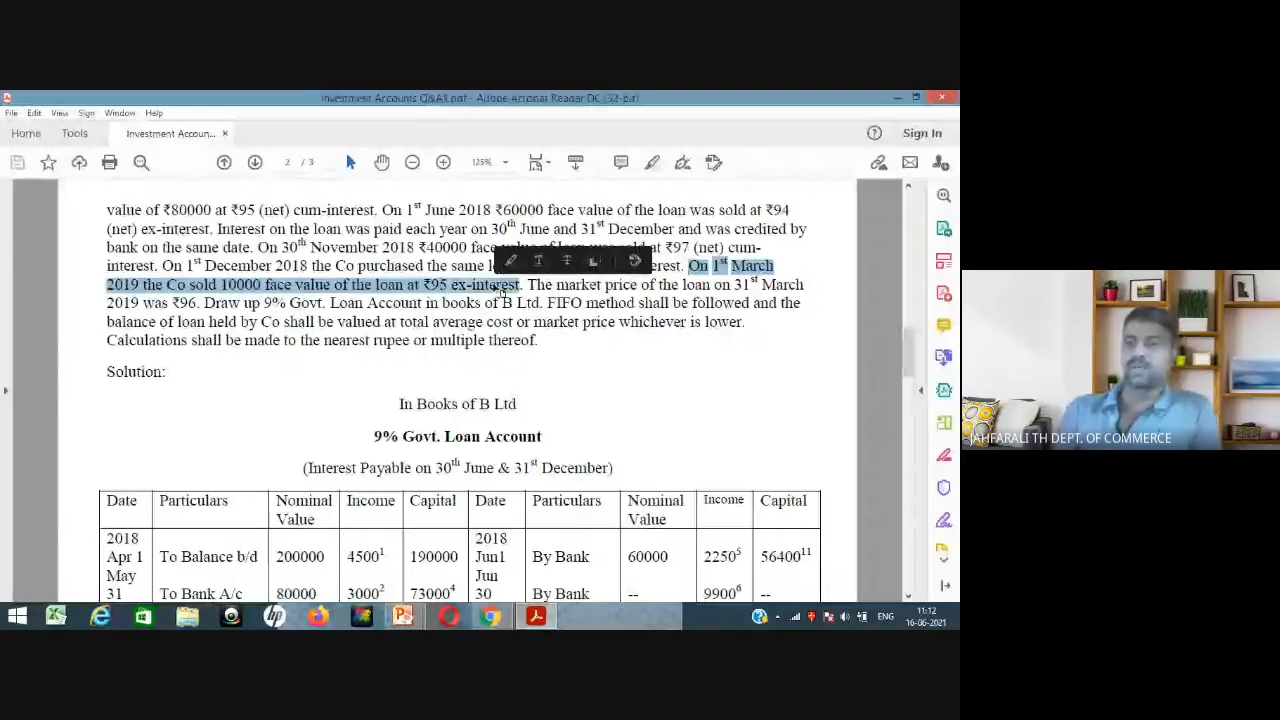 Investment Accounts Q&A$.pdf - Adobe Acrobat Reader DC (32-bit)
File Edit View Sign Window Help
Home Tools Investment Accoun... × Sign In
2 / 3 125%
value of ₹80000 at ₹95 (net) cum-interest. On 1st June 2018 ₹60000 face value of the loan was sold at ₹94
(net) ex-interest. Interest on the loan was paid each year on 30th June and 31st December and was credited by
bank on the same date. On 30th November 2018 ₹40000 face value of loan was sold at ₹97 (net) cum-
interest. On 1st December 2018 the Co purchased the same erest. On 1st March
2019 the Co sold 10000 face value of the loan at ₹95 ex-interest. The market price of the loan on 31st March
2019 was ₹96. Draw up 9% Govt. Loan Account in books of B Ltd. FIFO method shall be followed and the
balance of loan held by Co shall be valued at total average cost or market price whichever is lower.
Calculations shall be made to the nearest rupee or multiple thereof.
Solution:
In Books of B Ltd
9% Govt. Loan Account
(Interest Payable on 30th June & 31st December)
Date Particulars Nominal Value Income Capital Date Particulars Nominal Value Income Capital
2018 2018
Apr 1 To Balance b/d 200000 4500¹ 190000 Jun1 By Bank 60000 2250⁵ 56400¹¹
May Jun
31 To Bank A/c 80000 3000² 73000⁴ 30 By Bank -- 9900⁶ --
JAHFARALI TH DEPT. OF COMMERCE
ENG
11:12
16-06-2021